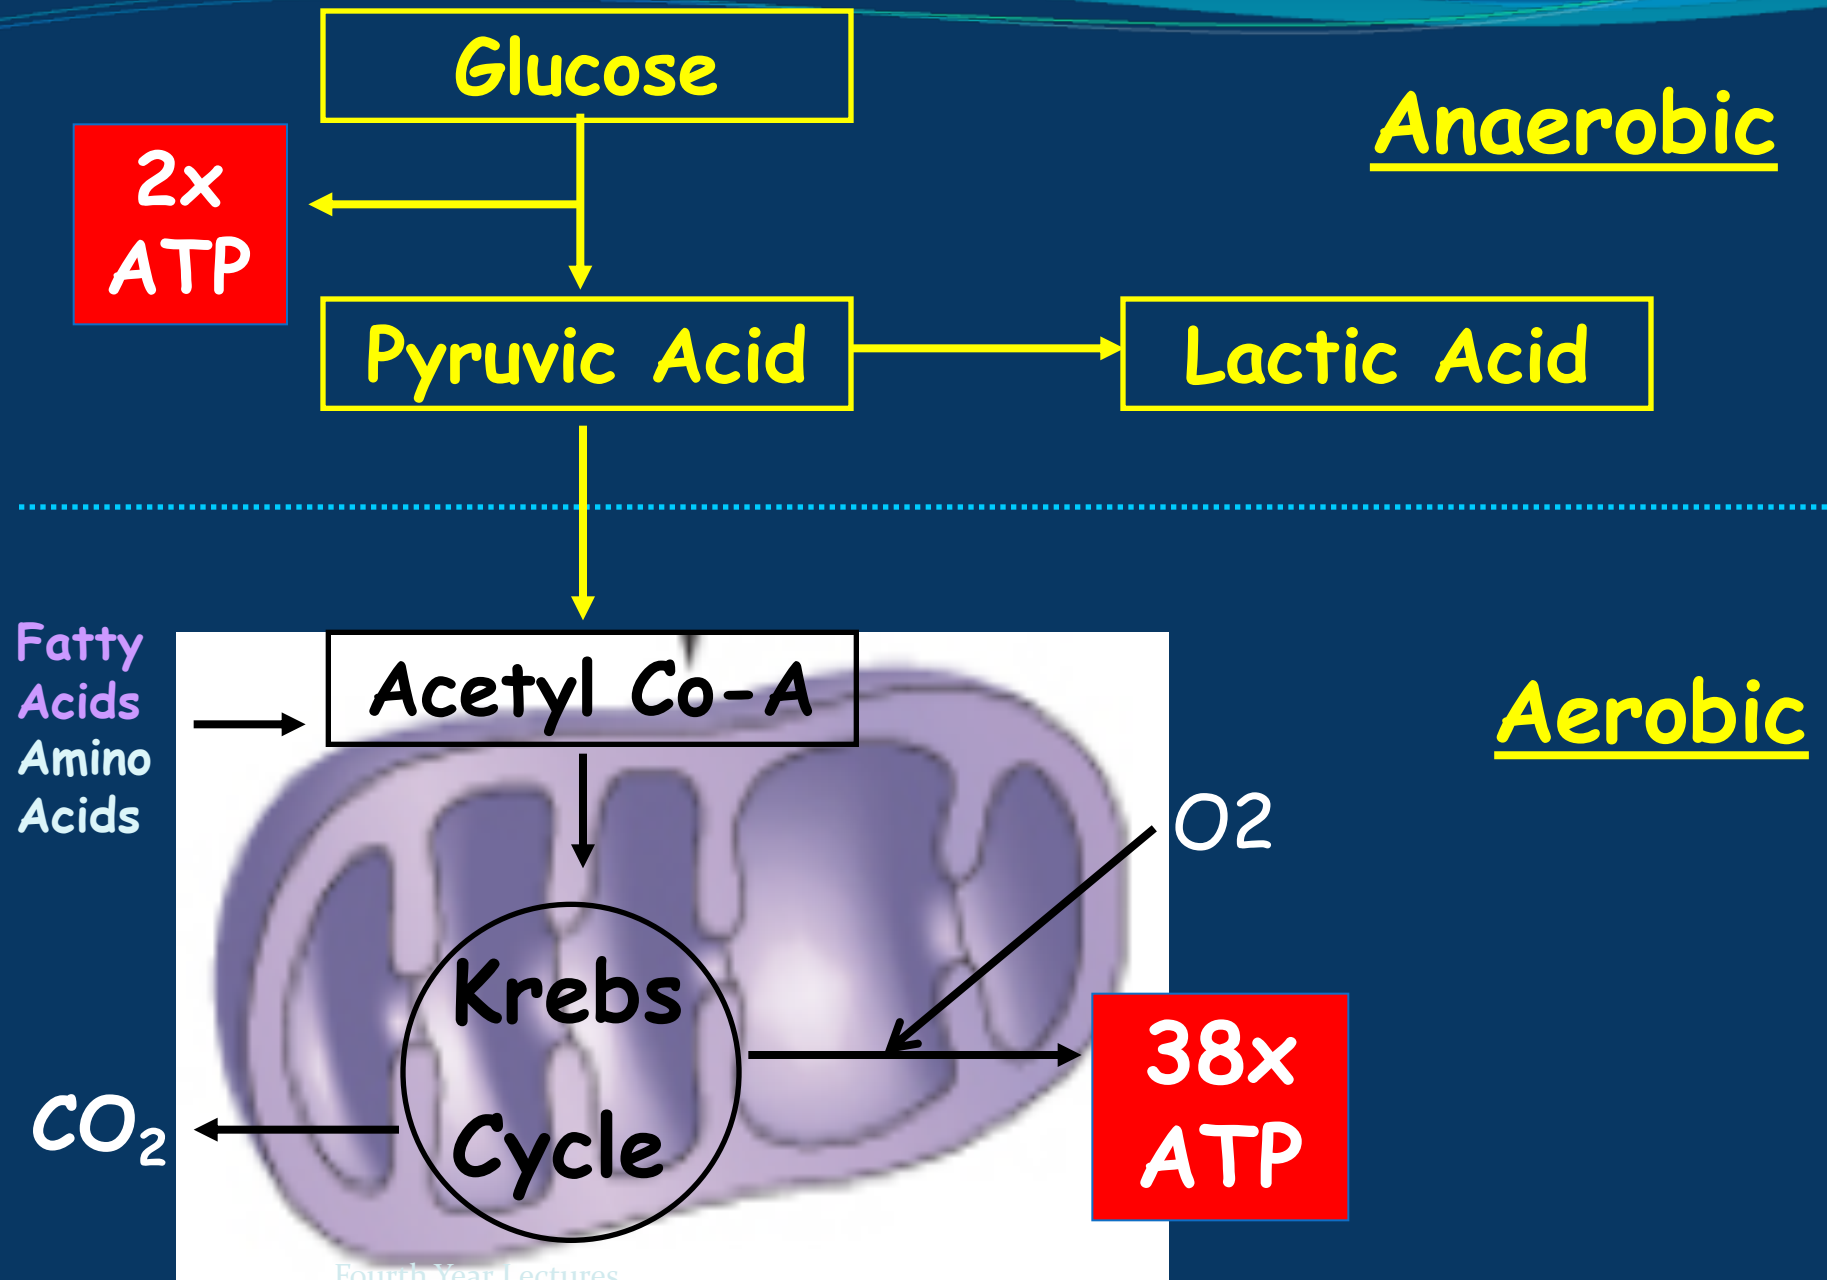 Glucose
Anaerobic
2x
ATP
Pyruvic Acid
Lactic Acid
Fatty
Acids
Amino
Acids
Acetyl Co-A
Aerobic
O2
Krebs
Cycle
38x
ATP
CO₂
Fourth Year Lectures